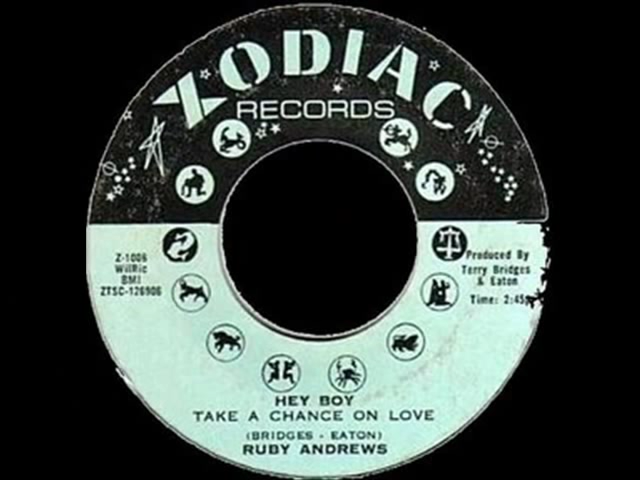 ZODIAC
RECORDS
Z-1006
WilRic
BMI
ZTSC-126906
Produced By
Terry Bridges
& Eaton
Time: 2:45
HEY BOY
TAKE A CHANCE ON LOVE
(BRIDGES - EATON)
RUBY ANDREWS